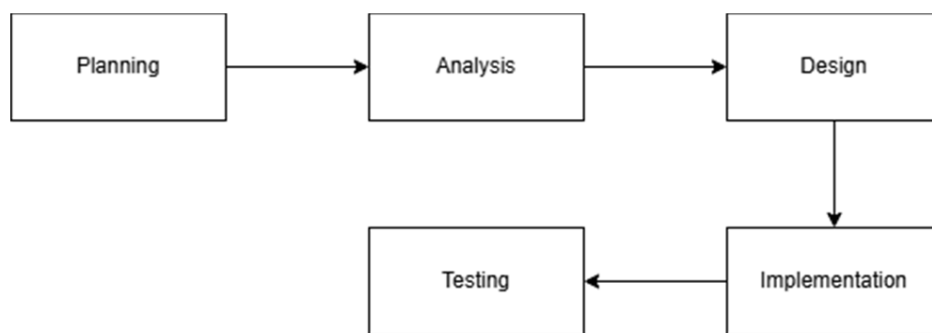 Planning
Analysis
Design
Implementation
Testing